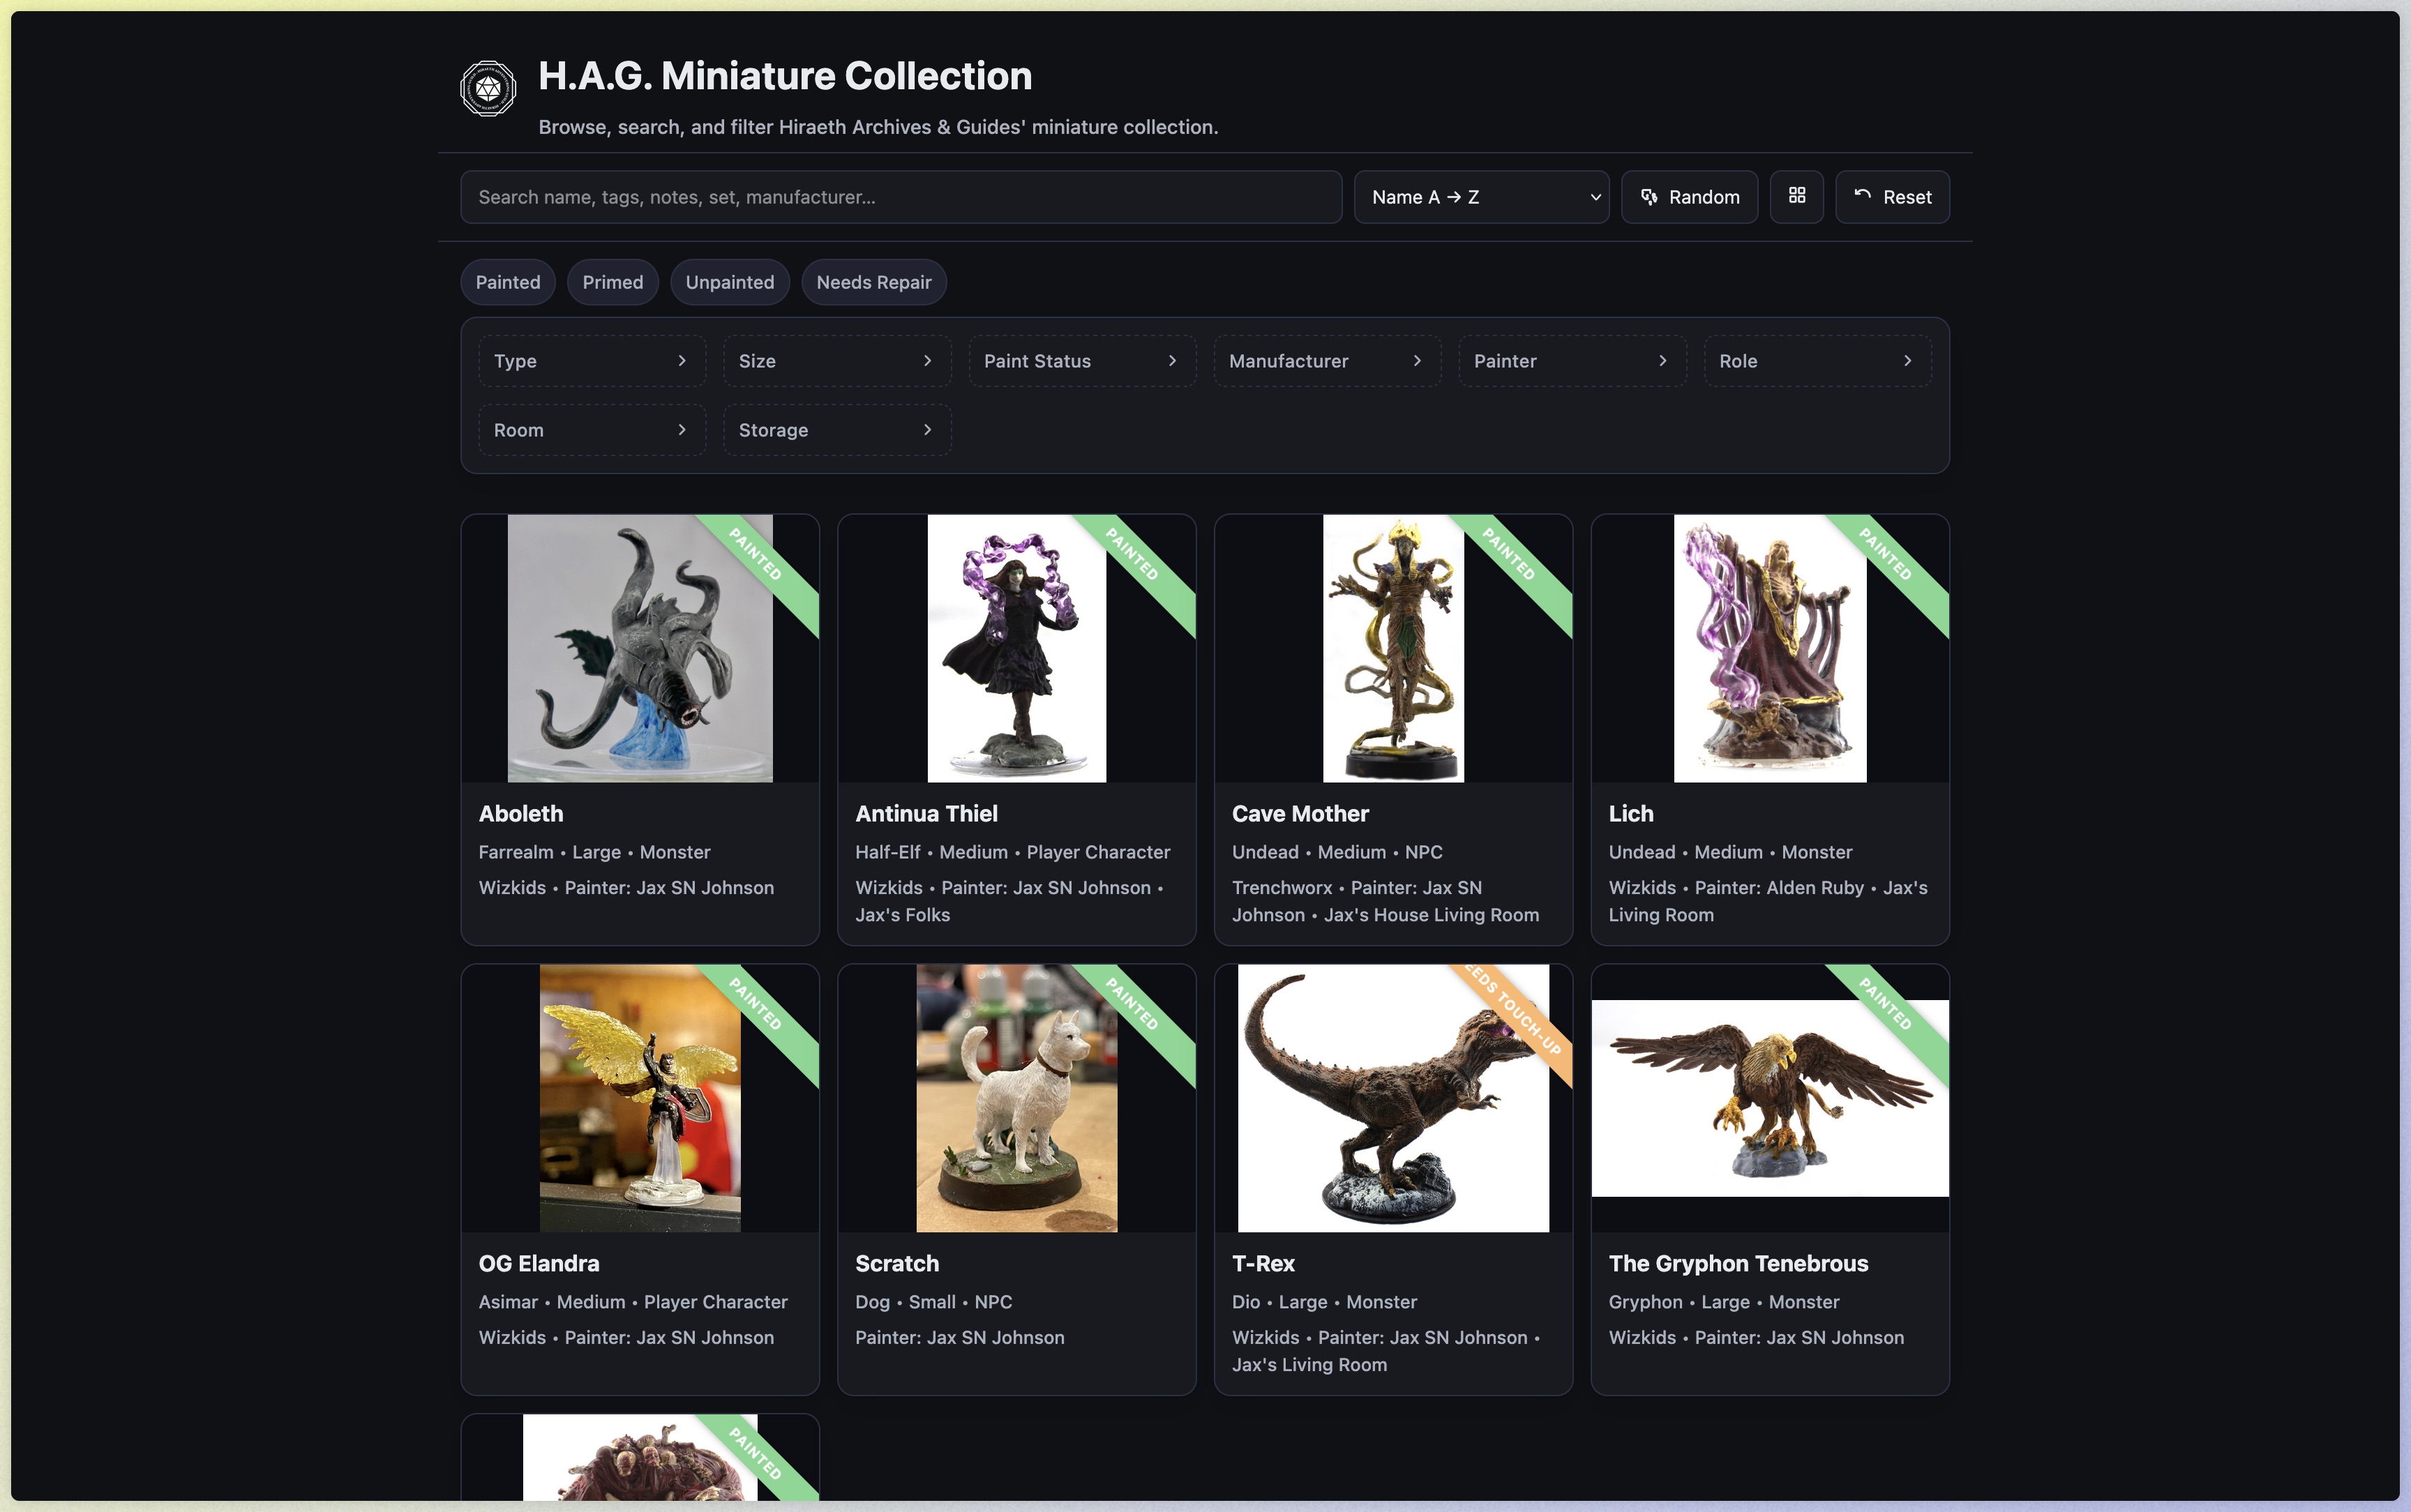 H.A.G. Miniature Collection
Browse, search, and filter Hiraeth Archives & Guides' miniature collection.
Search name, tags, notes, set, manufacturer...
Name A → Z
Random
Reset
Painted
Primed
Unpainted
Needs Repair
Type
Size
Paint Status
Manufacturer
Painter
Role
Room
Storage
PAINTED
Aboleth
Farrealm • Large • Monster
Wizkids • Painter: Jax SN Johnson
PAINTED
Antinua Thiel
Half-Elf • Medium • Player Character
Wizkids • Painter: Jax SN Johnson •
Jax's Folks
PAINTED
Cave Mother
Undead • Medium • NPC
Trenchworx • Painter: Jax SN
Johnson • Jax's House Living Room
PAINTED
Lich
Undead • Medium • Monster
Wizkids • Painter: Alden Ruby • Jax's
Living Room
PAINTED
OG Elandra
Asimar • Medium • Player Character
Wizkids • Painter: Jax SN Johnson
PAINTED
Scratch
Dog • Small • NPC
Painter: Jax SN Johnson
EEDS TOUCH-UP
T-Rex
Dio • Large • Monster
Wizkids • Painter: Jax SN Johnson •
Jax's Living Room
PAINTED
The Gryphon Tenebrous
Gryphon • Large • Monster
Wizkids • Painter: Jax SN Johnson
PAINTED